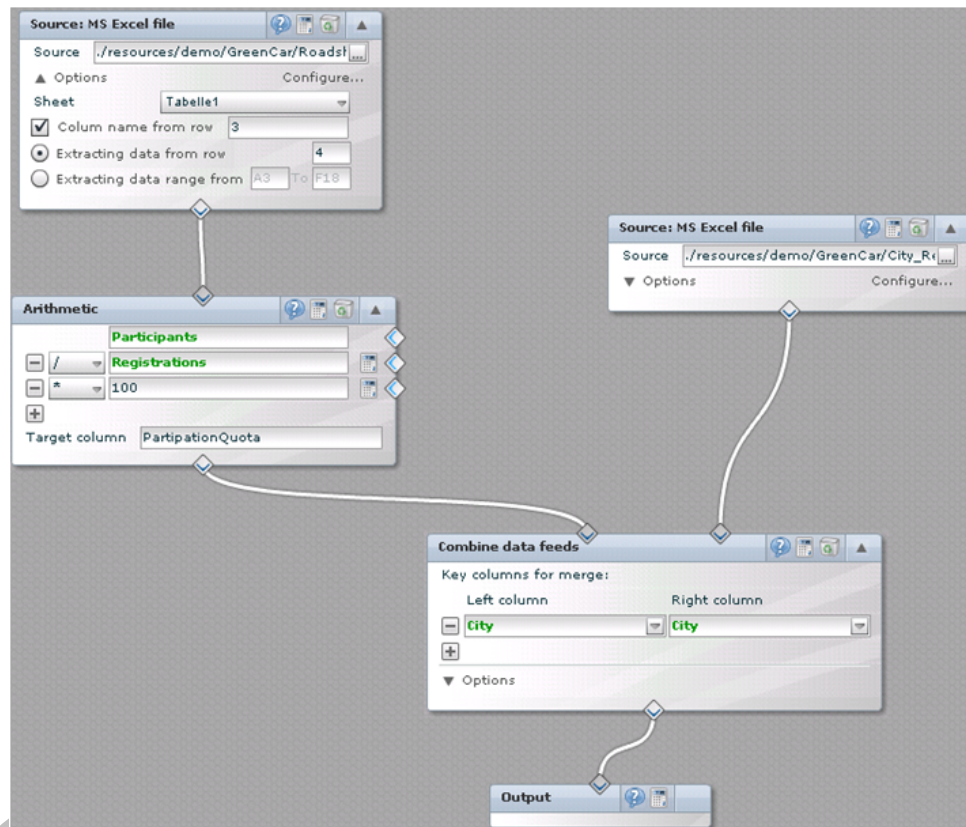 Source: MS Excel file
Source ./resources/demo/GreenCar/Roadsh ...
Options Configure...
Sheet Tabelle1
Colum name from row 3
Extracting data from row 4
Extracting data range from A3 To F18
Source: MS Excel file
Source ./resources/demo/GreenCar/City_Re ...
Options Configure...
Arithmetic
Participants
/ Registrations
* 100
Target column PartipationQuota
Combine data feeds
Key columns for merge:
Left column Right column
City City
Options
Output